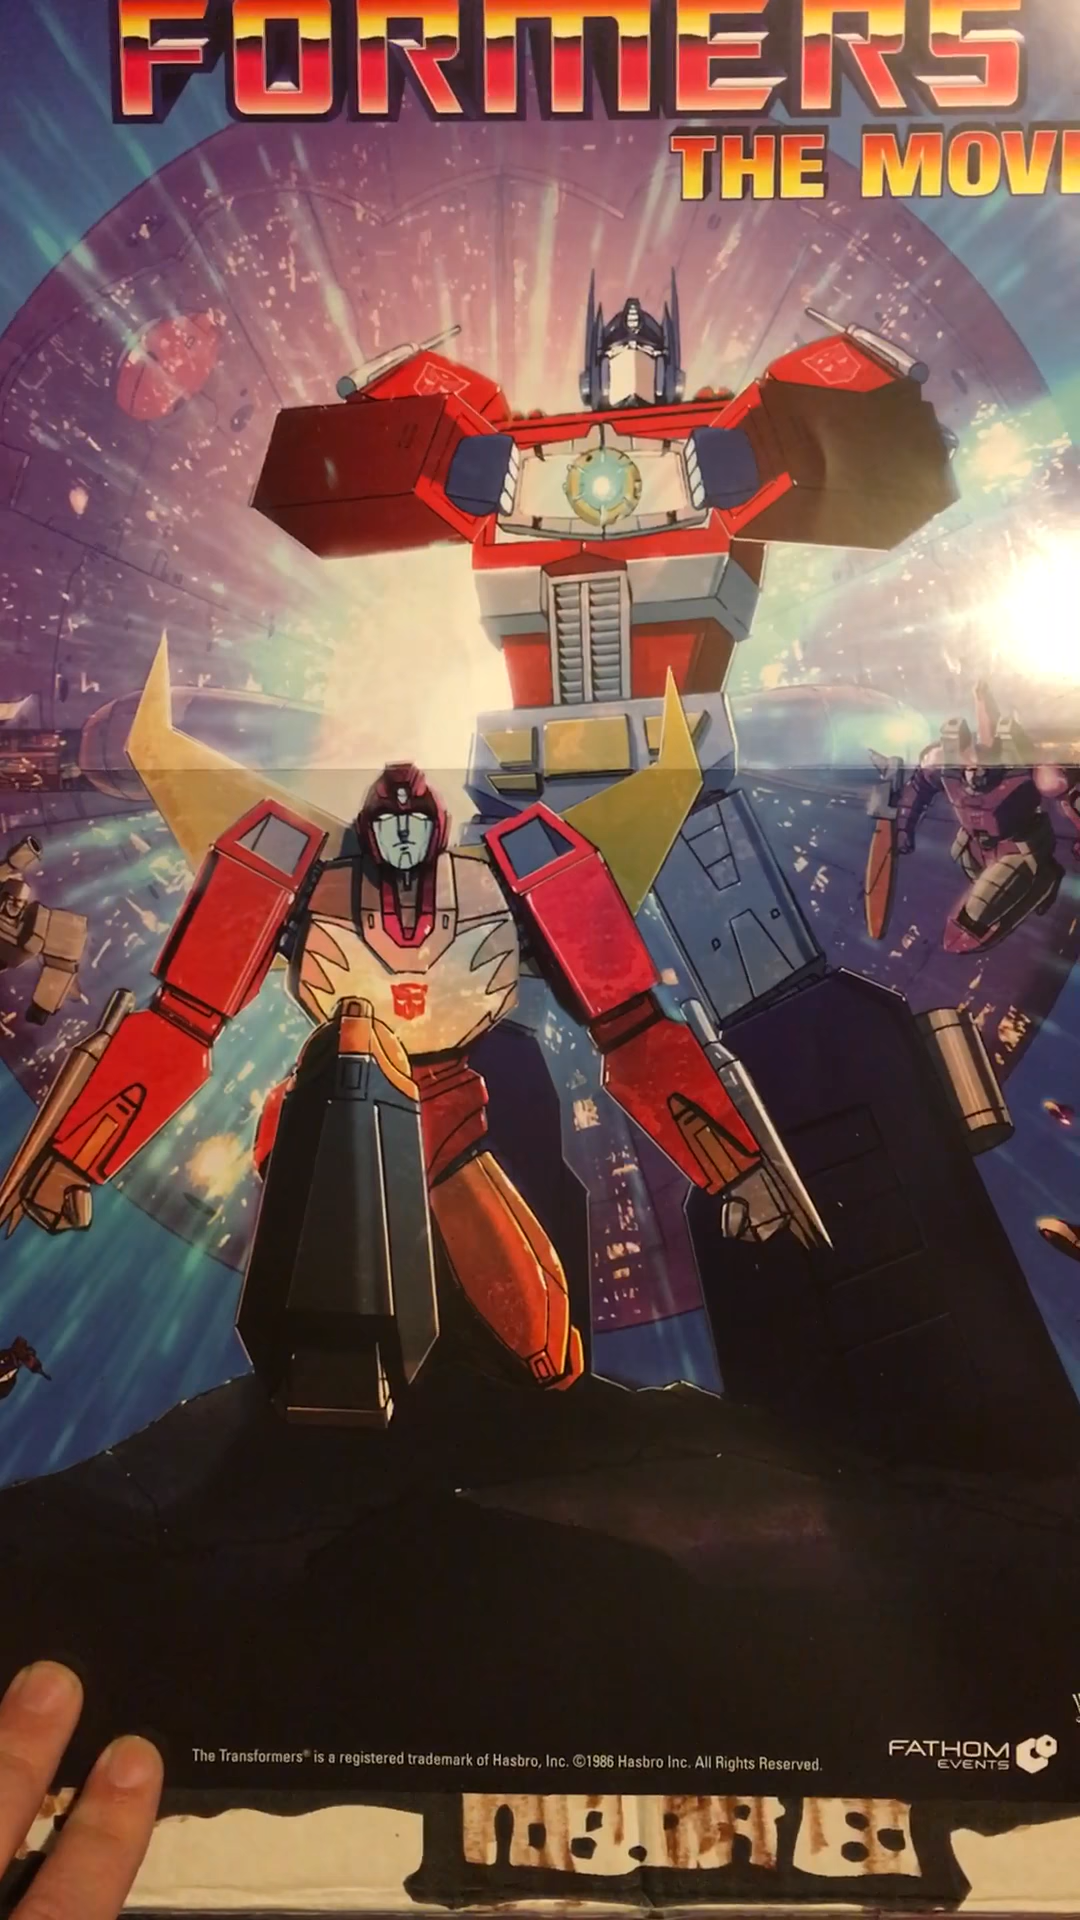 FORMERS
THE MOVI
The Transformers® is a registered trademark of Hasbro, Inc. ©1986 Hasbro Inc. All Rights Reserved.
FATHOM
EVENTS